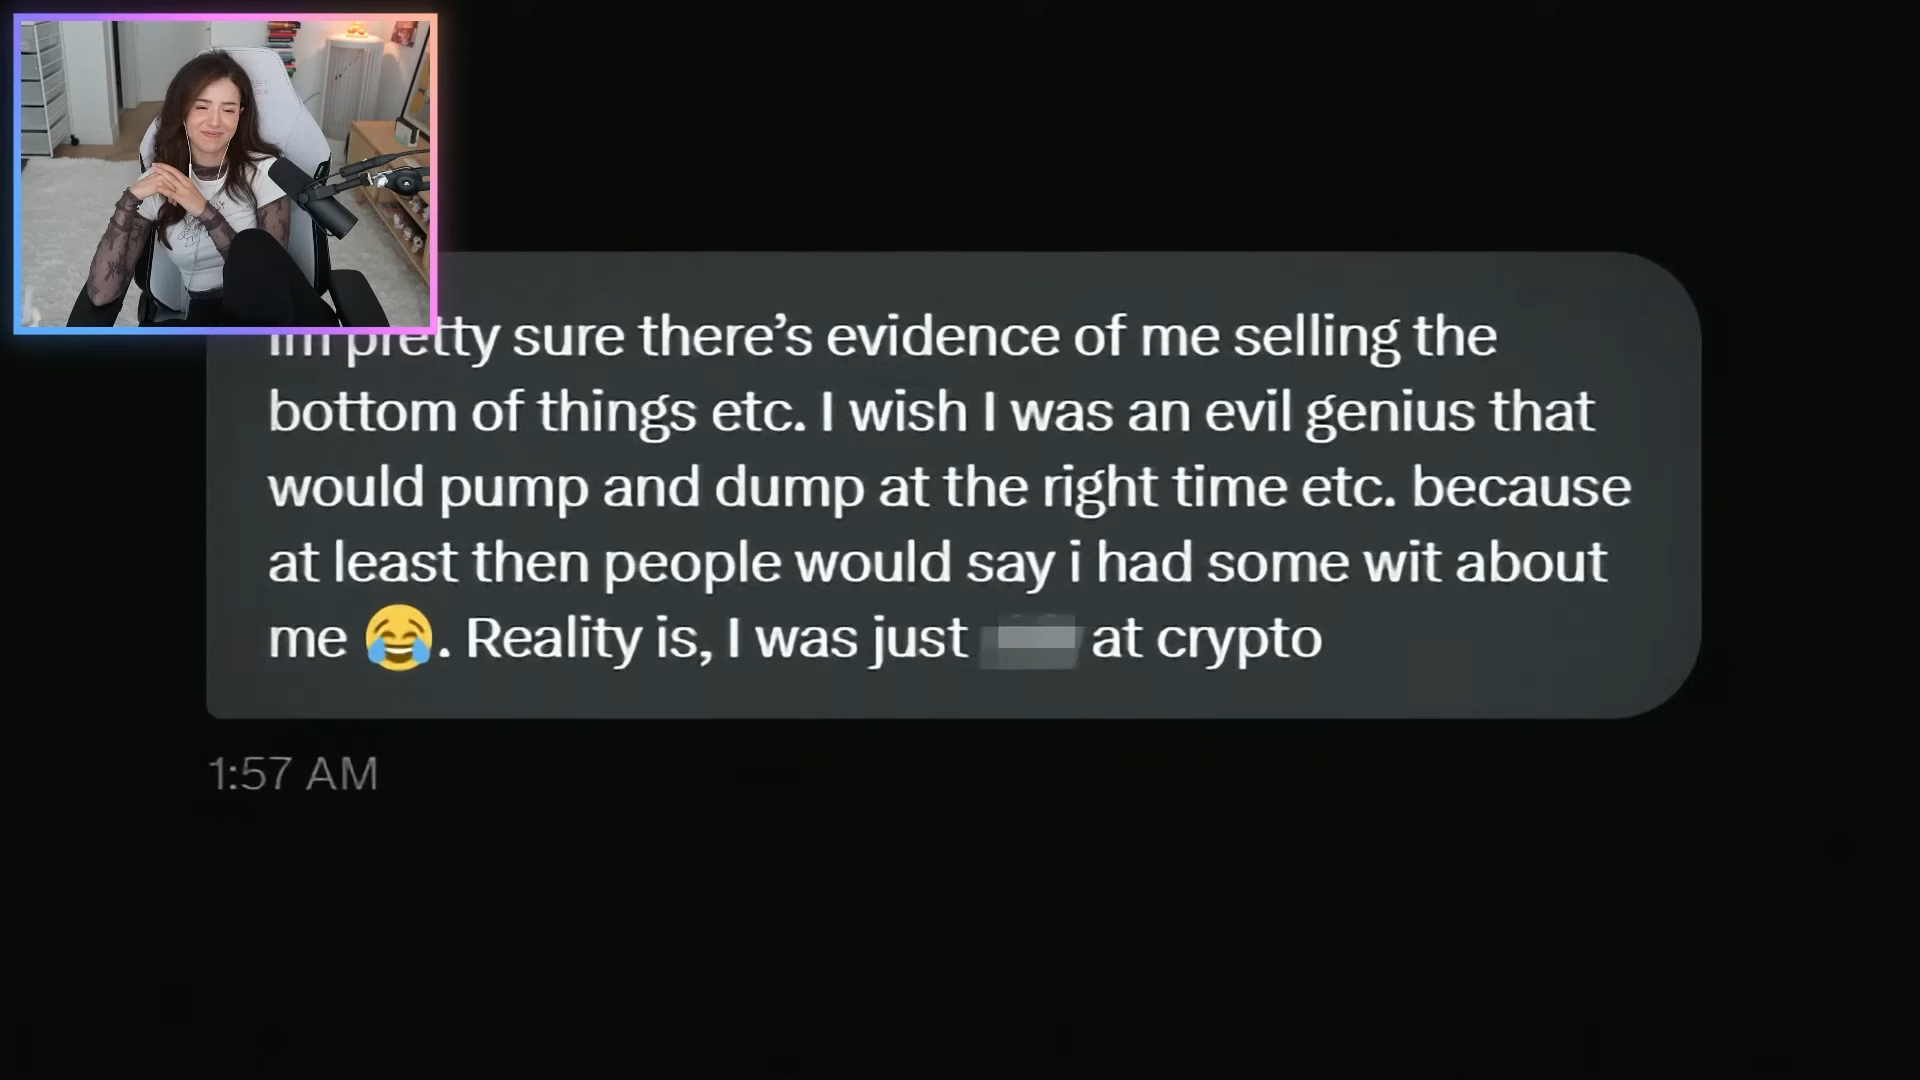 Im pretty sure there’s evidence of me selling the
bottom of things etc. I wish I was an evil genius that
would pump and dump at the right time etc. because
at least then people would say i had some wit about
me 😂. Reality is, I was just at crypto
1:57 AM